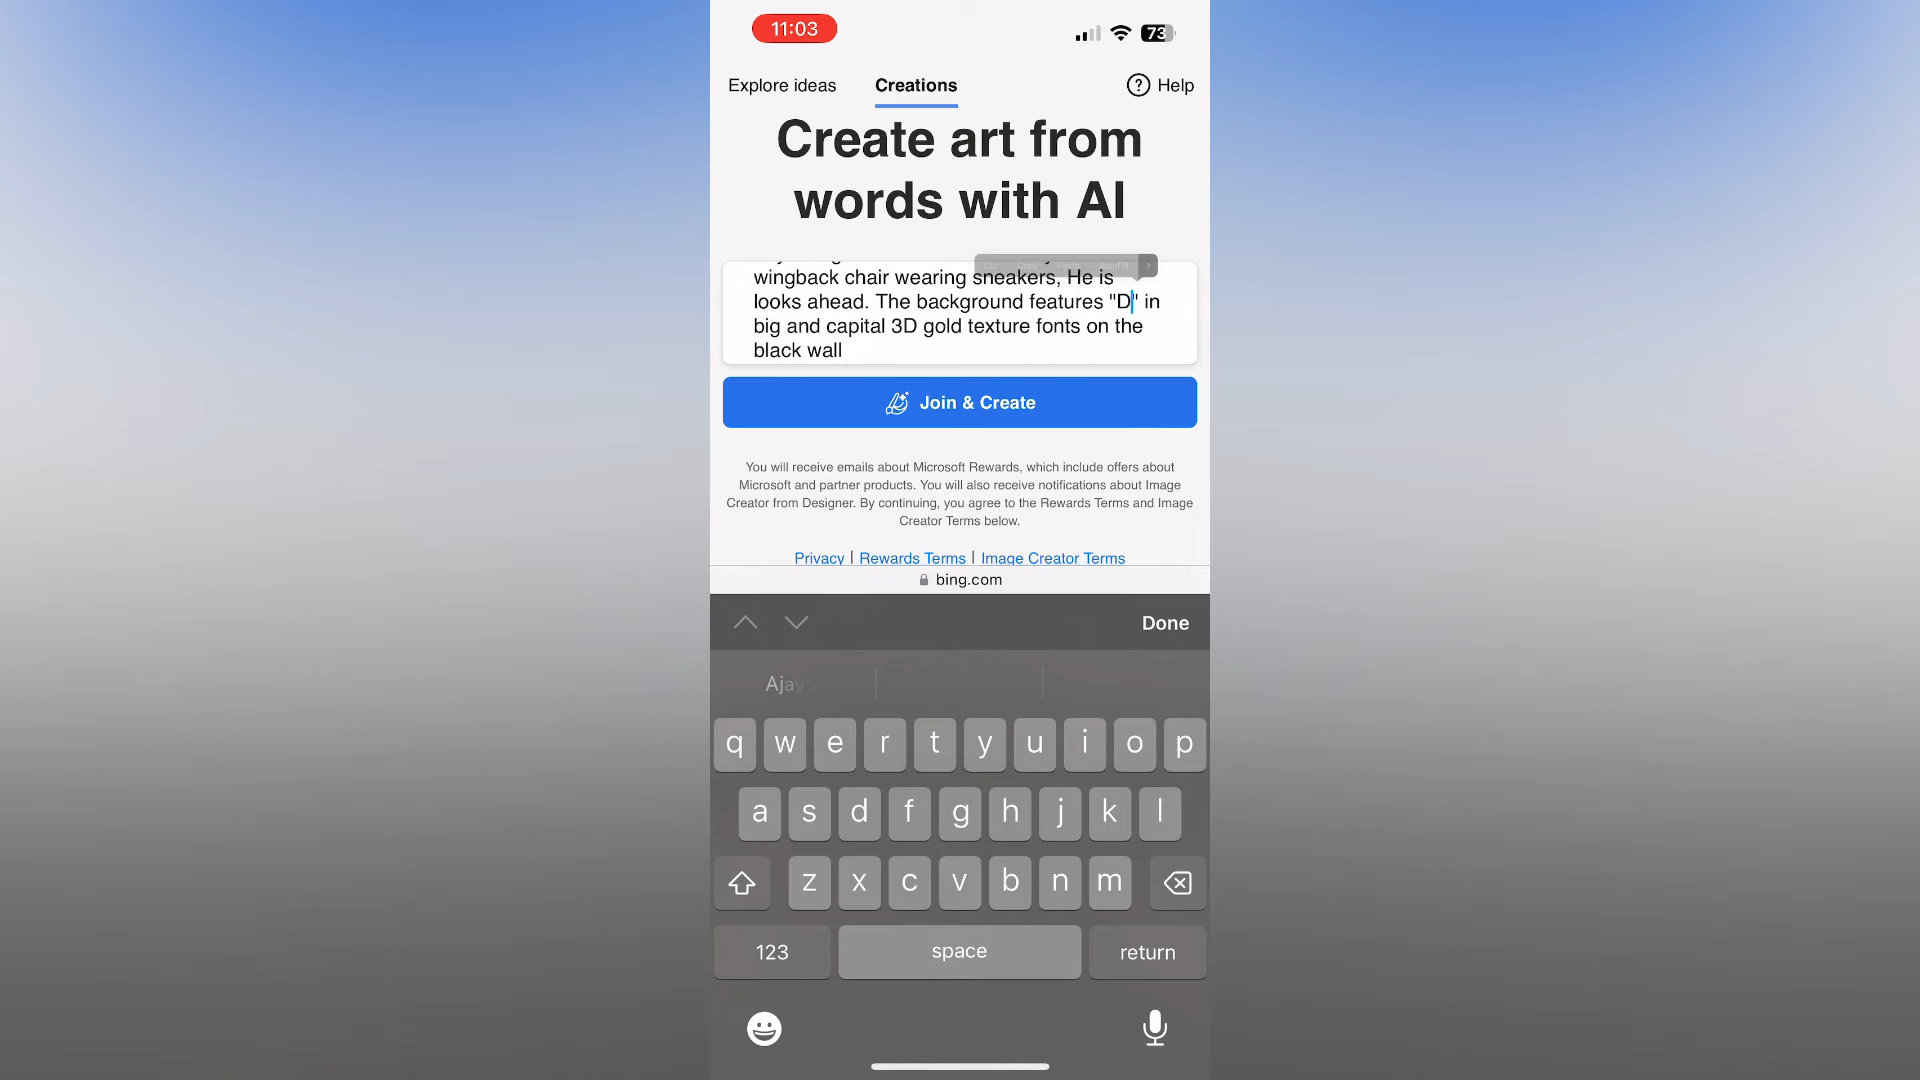 11:03
73
Explore ideas Creations Help
Create art from
words with AI
Cut Copy Paste AutoFill
wingback chair wearing sneakers, He is
looks ahead. The background features "D" in
big and capital 3D gold texture fonts on the
black wall
Join & Create
You will receive emails about Microsoft Rewards, which include offers about
Microsoft and partner products. You will also receive notifications about Image
Creator from Designer. By continuing, you agree to the Rewards Terms and Image
Creator Terms below.
Privacy | Rewards Terms | Image Creator Terms
bing.com
Done
Ajay
q w e r t y u i o p
a s d f g h j k l
z x c v b n m
123 space return